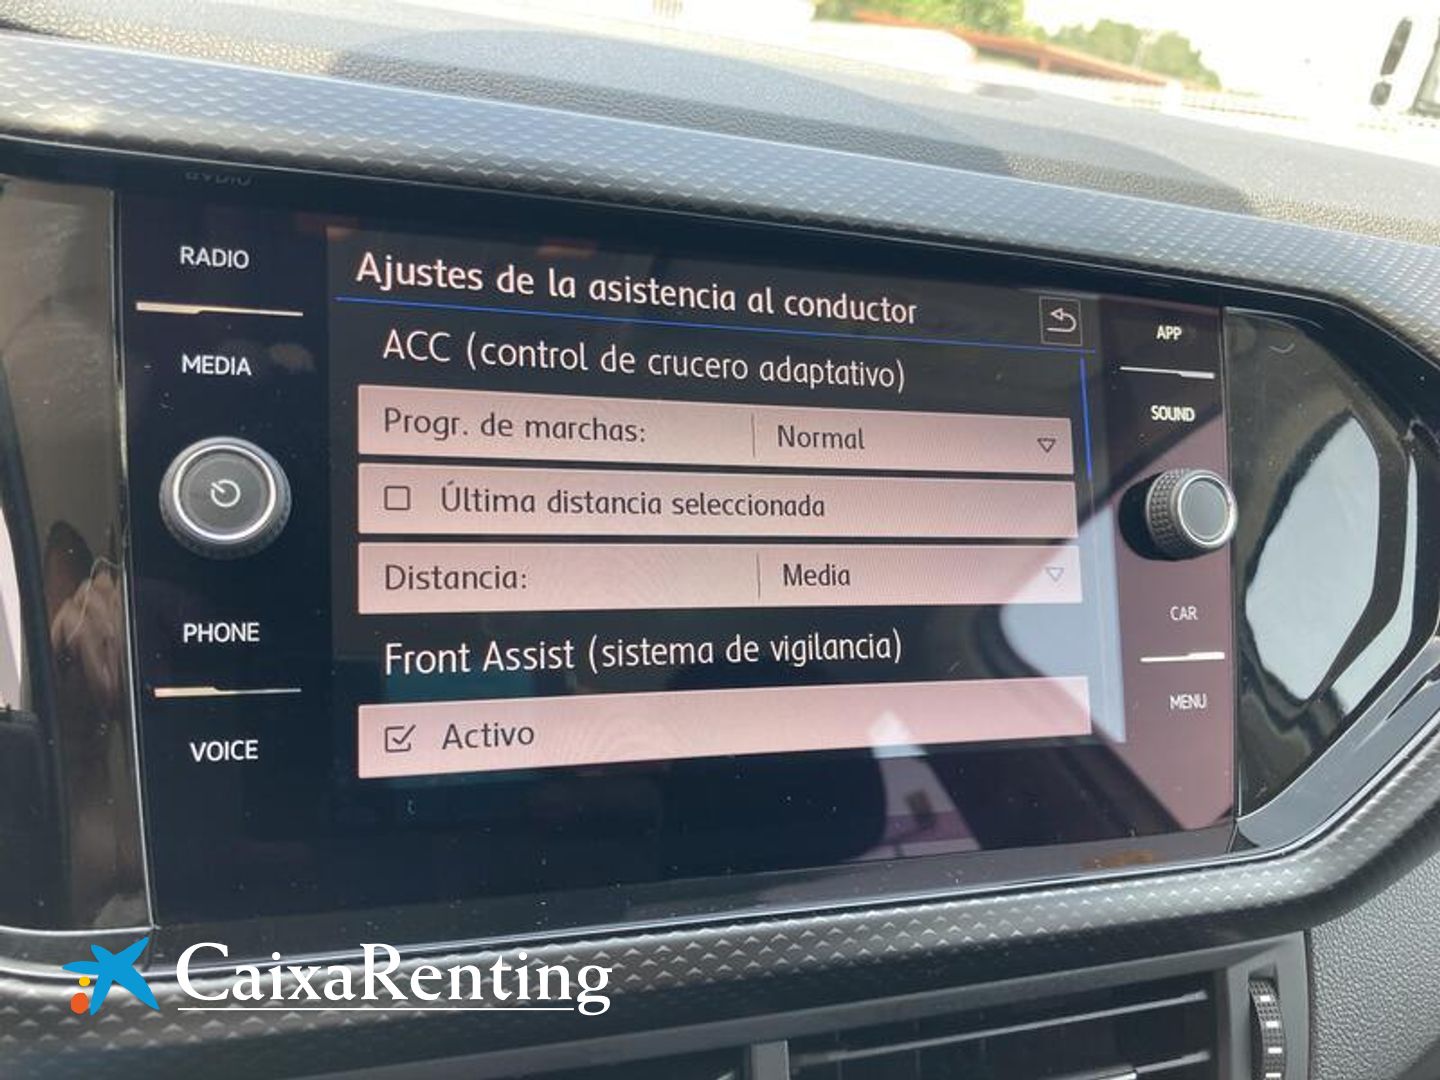 RADIO
MEDIA
PHONE
VOICE
Ajustes de la asistencia al conductor
ACC (control de crucero adaptativo)
Progr. de marchas: Normal
Última distancia seleccionada
Distancia: Media
Front Assist (sistema de vigilancia)
Activo
APP
SOUND
CAR
MENU
CaixaRenting